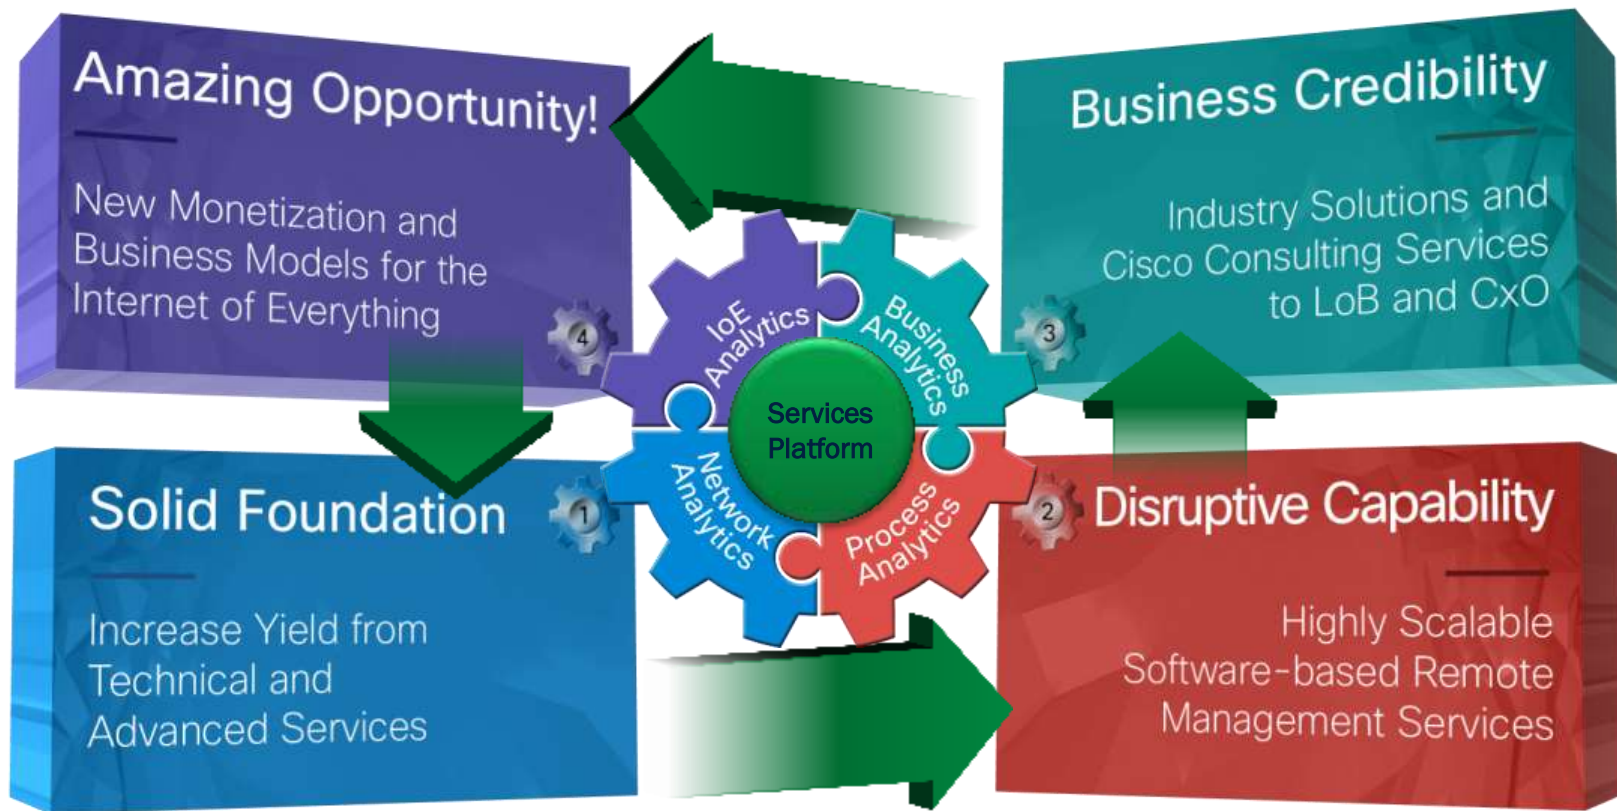 Amazing Opportunity!
New Monetization and
Business Models for the
Internet of Everything
4
Business Credibility
Industry Solutions and
Cisco Consulting Services
to LoB and CxO
3
IoE
Analytics
Business
Analytics
Services
Platform
Network
Analytics
Process
Analytics
Solid Foundation
1
Increase Yield from
Technical and
Advanced Services
2
Disruptive Capability
Highly Scalable
Software-based Remote
Management Services